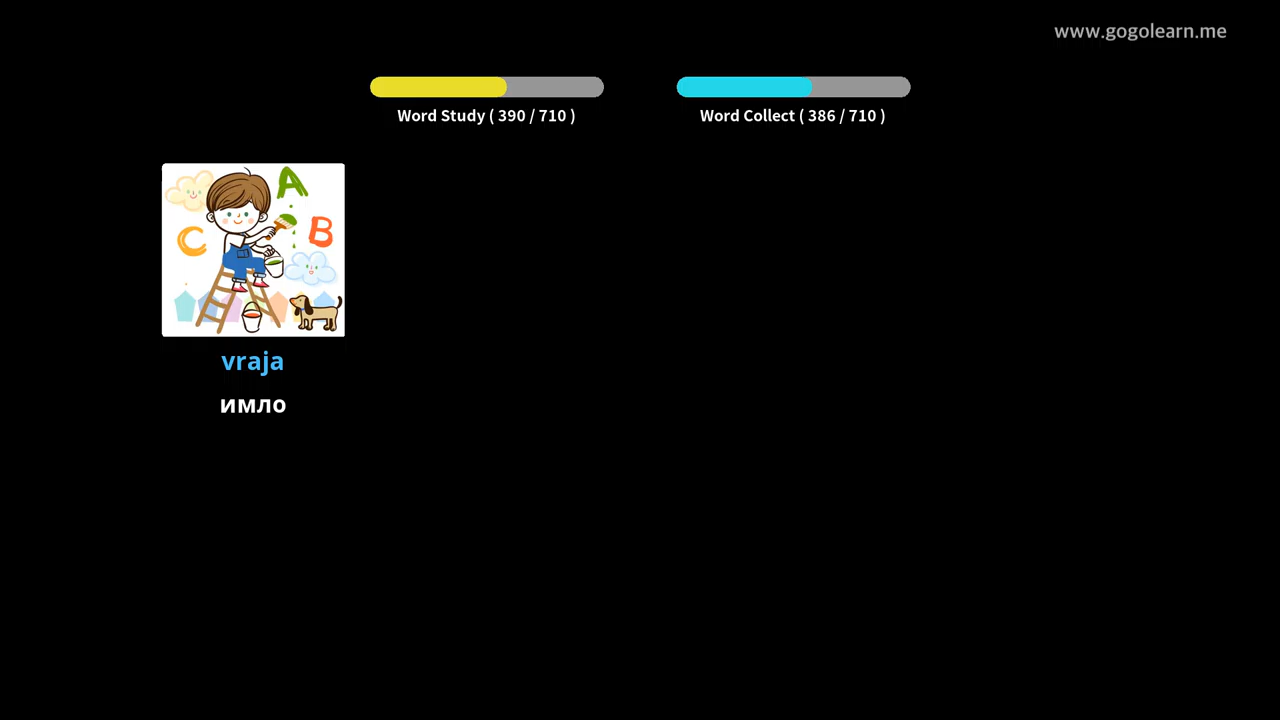 www.gogolearn.me
Word Study ( 390 / 710 )
Word Collect ( 386 / 710 )
A
B
C
vraja
имло